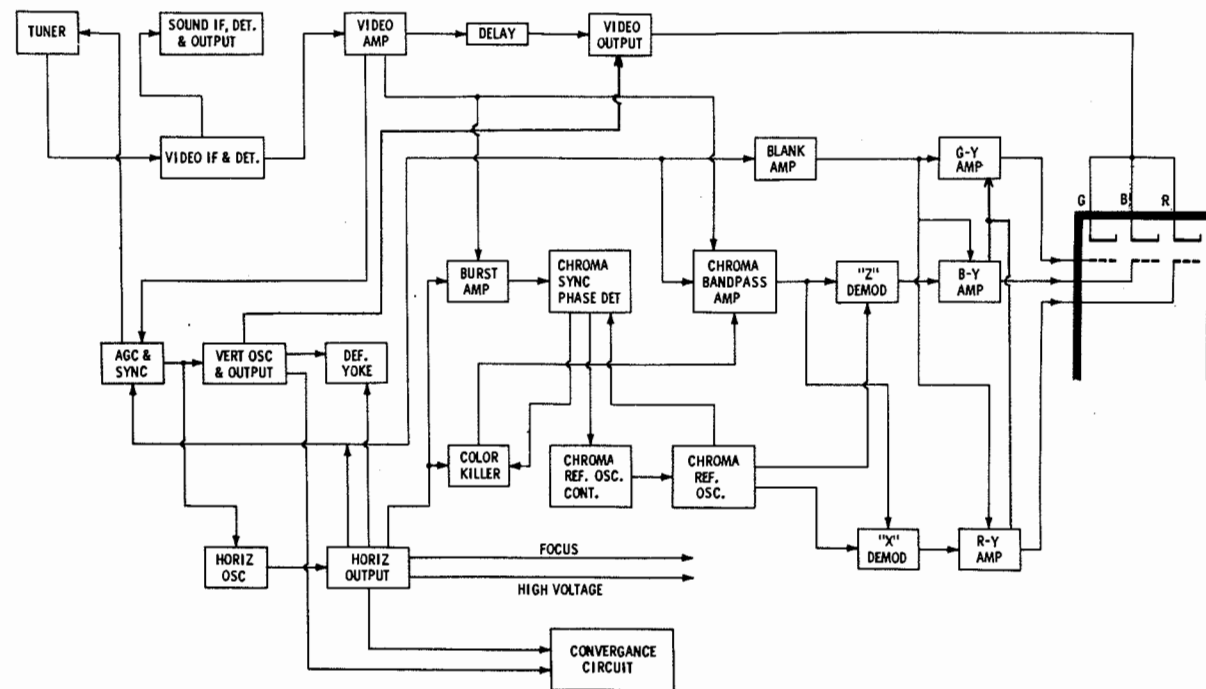 TUNER
SOUND IF, DET.
& OUTPUT
VIDEO
AMP
DELAY
VIDEO
OUTPUT
VIDEO IF & DET.
BLANK
AMP
G-Y
AMP
G
B
R
BURST
AMP
CHROMA
SYNC
PHASE DET
CHROMA
BANDPASS
AMP
"Z"
DEMOD
B-Y
AMP
AGC &
SYNC
VERT OSC
& OUTPUT
DEF.
YOKE
COLOR
KILLER
CHROMA
REF. OSC.
CONT.
CHROMA
REF.
OSC.
"X"
DEMOD
R-Y
AMP
HORIZ
OSC
HORIZ
OUTPUT
FOCUS
HIGH VOLTAGE
CONVERGANCE
CIRCUIT